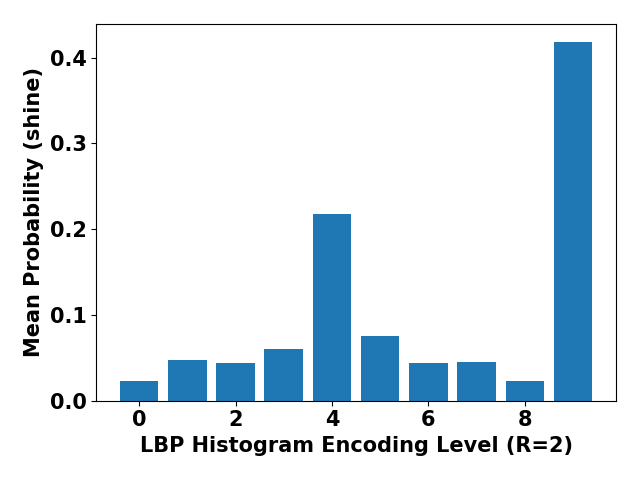 Mean Probability (shine)
0.4
0.3
0.2
0.1
0.0
0 2 4 6 8
LBP Histogram Encoding Level (R=2)